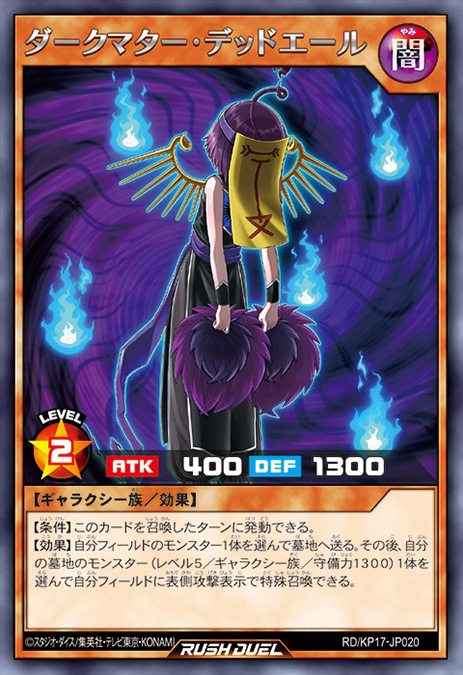 ダークマター・デッドエール
やみ
闇
LEVEL
2
ATK 400 DEF 1300
【ギャラクシー族／効果】
【条件】このカードを召喚したターンに発動できる。
【効果】自分フィールドのモンスター1体を選んで墓地へ送る。その後、自分
の墓地のモンスター（レベル5／ギャラクシー族／守備力1300）1体を
選んで自分フィールドに表側攻撃表示で特殊召喚できる。
©スタジオ・ダイス/集英社・テレビ東京・KONAMI
RUSH DUEL
RD/KP17-JP020